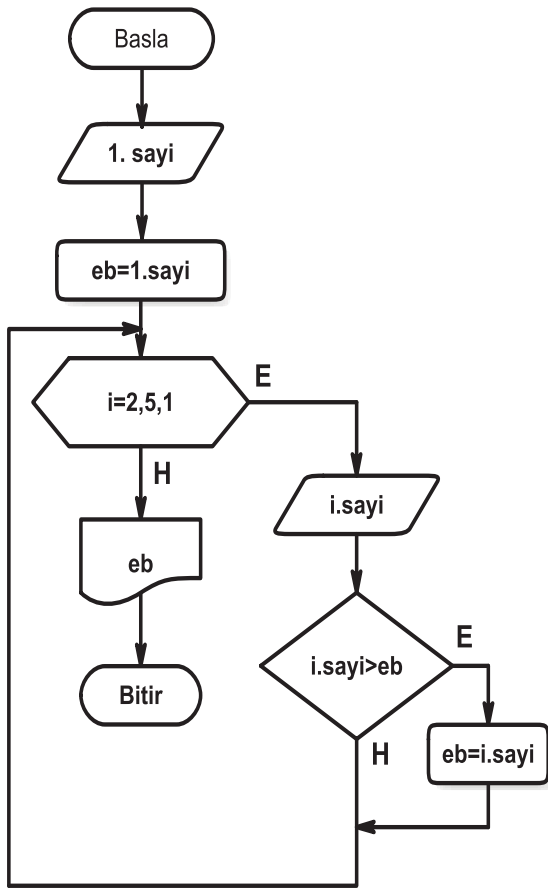 Basla
1. sayi
eb=1.sayi
i=2,5,1
E
H
i.sayi
eb
i.sayi>eb
E
H
eb=i.sayi
Bitir